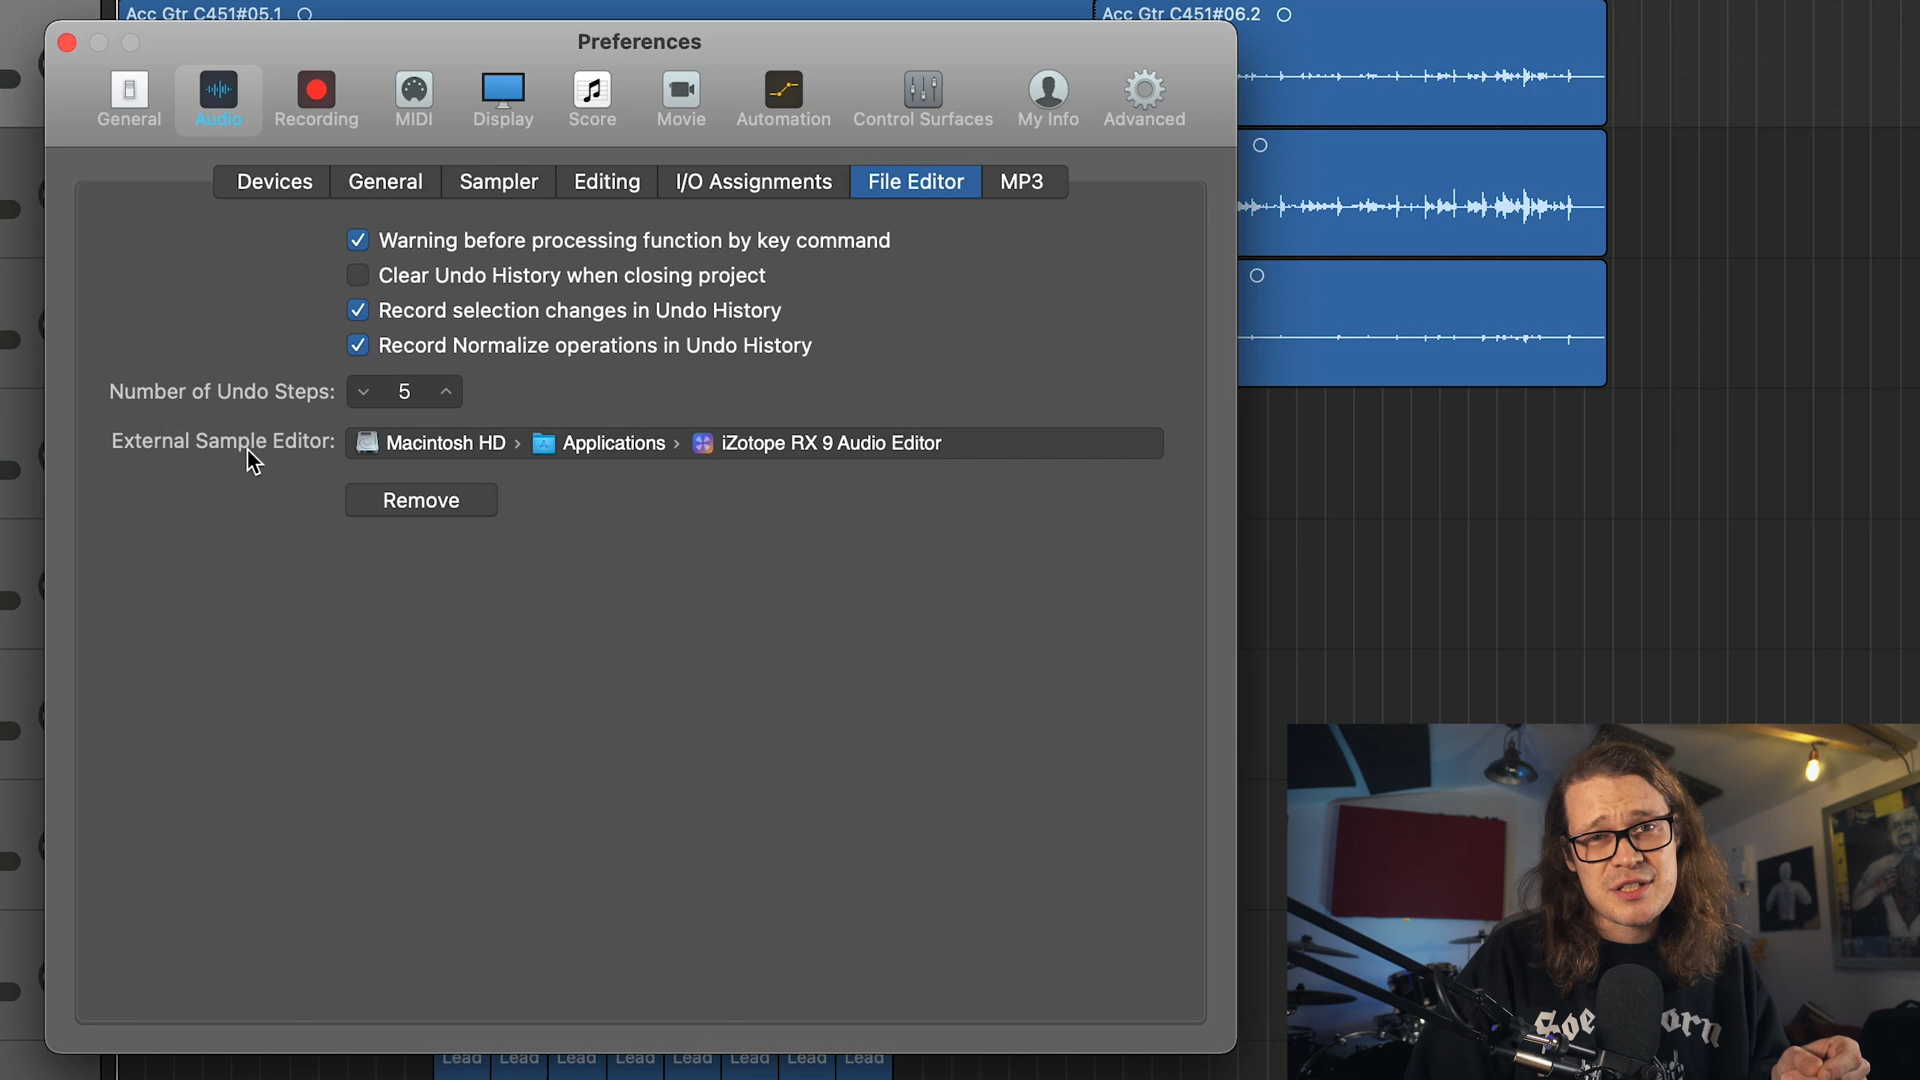 Acc Gtr C451#05.1
Acc Gtr C451#06.2
Preferences
General
Audio
Recording
MIDI
Display
Score
Movie
Automation
Control Surfaces
My Info
Advanced
Devices
General
Sampler
Editing
I/O Assignments
File Editor
MP3
Warning before processing function by key command
Clear Undo History when closing project
Record selection changes in Undo History
Record Normalize operations in Undo History
Number of Undo Steps: 5
External Sample Editor: Macintosh HD › Applications › iZotope RX 9 Audio Editor
Remove
Lead Lead Lead Lead Lead Lead Lead Lead